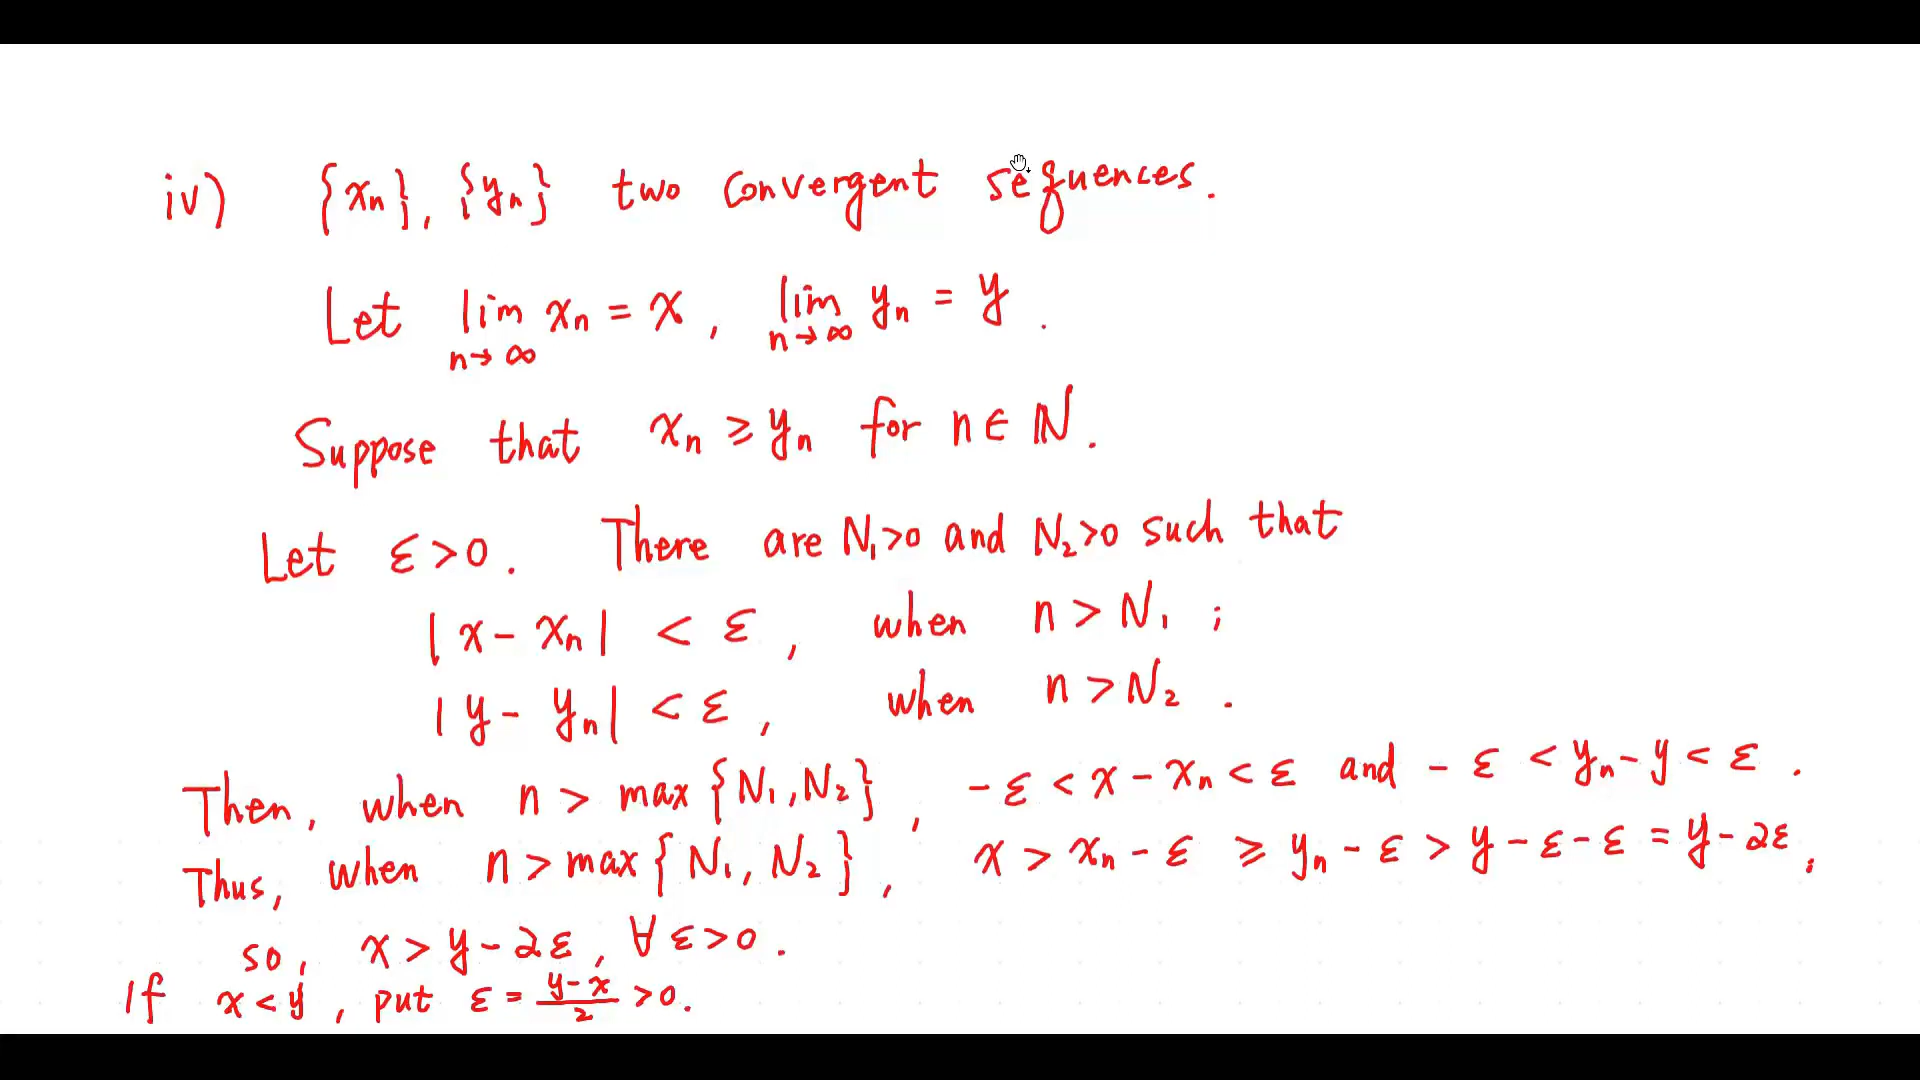 iv) {xₙ}, {yₙ} two convergent sequences.
Let lim xₙ = x, lim yₙ = y.
n→∞ n→∞
Suppose that xₙ ≥ yₙ for n ∈ ℕ.
Let ε > 0. There are N₁>0 and N₂>0 such that
|x - xₙ| < ε, when n > N₁;
|y - yₙ| < ε, when n > N₂.
Then, when n > max{N₁,N₂}, -ε < x - xₙ < ε and -ε < yₙ - y < ε.
Thus, when n > max{N₁, N₂}, x > xₙ - ε ≥ yₙ - ε > y - ε - ε = y - 2ε,
so, x > y - 2ε, ∀ ε > 0.
If x < y, put ε = (y-x)/2 > 0.